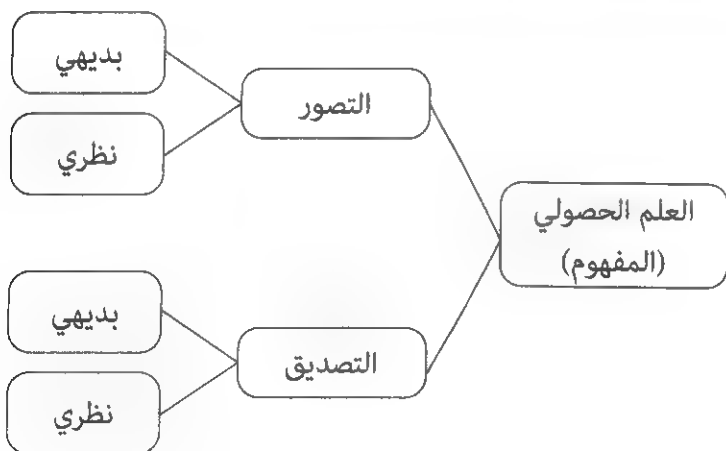 العلم الحصولي
(المفهوم)
التصور
بديهي
نظري
التصديق
بديهي
نظري